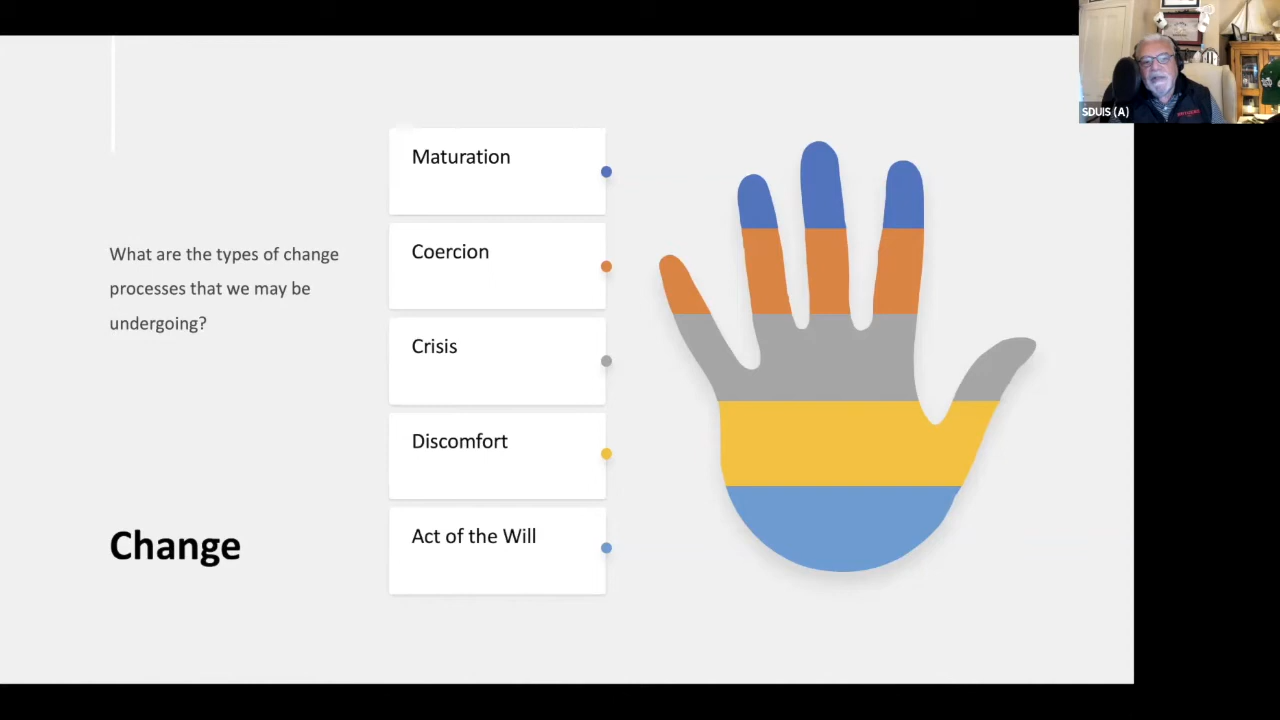 SDUIS (A)
Maturation
Coercion
What are the types of change
processes that we may be
undergoing?
Crisis
Discomfort
Act of the Will
Change